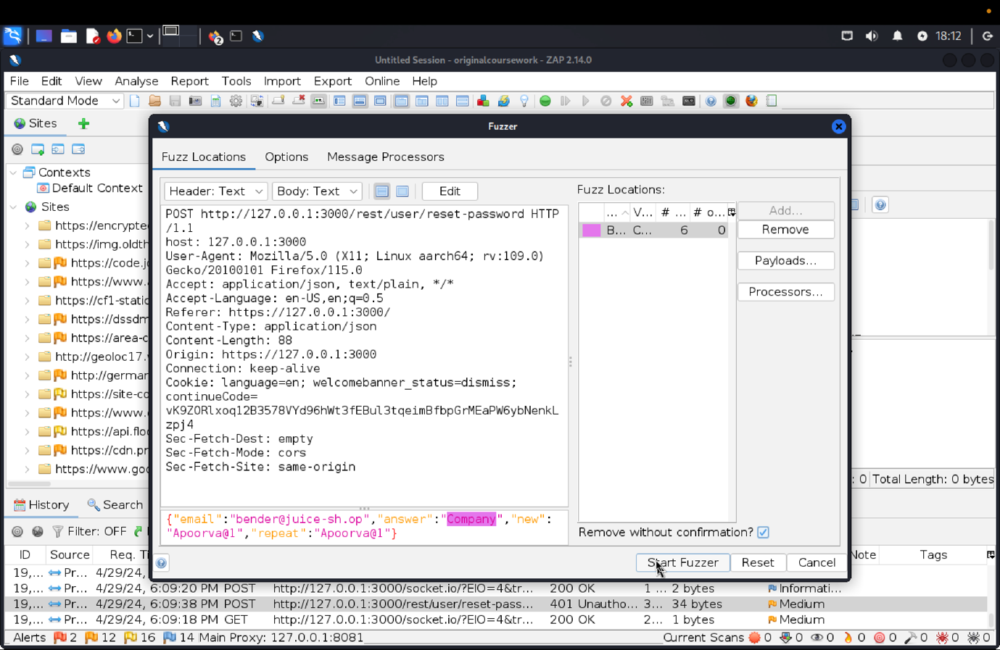 2
18:12
Untitled Session - originalcoursework - ZAP 2.14.0
File Edit View Analyse Report Tools Import Export Online Help
Standard Mode
Sites
Fuzzer
Fuzz Locations Options Message Processors
Contexts
Default Context
Sites
https://encrypte
https://img.oldth
https://code.j
https://www.
https://cf1-static
https://dssdm
https://area-c
http://geoloc17.
http://german
https://site-co
https://www.
https://api.flo
https://cdn.pr
https://www.goo
Header: Text Body: Text Edit
POST http://127.0.0.1:3000/rest/user/reset-password HTTP
/1.1
host: 127.0.0.1:3000
User-Agent: Mozilla/5.0 (X11; Linux aarch64; rv:109.0)
Gecko/20100101 Firefox/115.0
Accept: application/json, text/plain, */*
Accept-Language: en-US,en;q=0.5
Referer: https://127.0.0.1:3000/
Content-Type: application/json
Content-Length: 88
Origin: https://127.0.0.1:3000
Connection: keep-alive
Cookie: language=en; welcomebanner_status=dismiss;
continueCode=
vK9ZORlxoq12B3578VYd96hWt3fEBul3tqeimBfbpGrMEaPW6ybNenkL
zpj4
Sec-Fetch-Dest: empty
Sec-Fetch-Mode: cors
Sec-Fetch-Site: same-origin
{"email":"bender@juice-sh.op","answer":"Company","new":
"Apoorva@1","repeat":"Apoorva@1"}
Fuzz Locations:
... V... # ... # o...
B... C... 6 0
Add...
Remove
Payloads...
Processors...
Remove without confirmation?
Start Fuzzer Reset Cancel
: 0 Total Length: 0 bytes
History Search
Filter: OFF
ID Source Req. T Note Tags
19,... Pr... 4/29/24,
19,... Pr... 4/29/24, 6:09:20 PM POST http://127.0.0.1:3000/socket.io/?EIO=4&tr... 200 OK 1 ... 2 bytes Informati...
19,... Pr... 4/29/24, 6:09:38 PM POST http://127.0.0.1:3000/rest/user/reset-pass... 401 Unautho... 3... 34 bytes Medium
19,... Pr... 4/29/24, 6:09:18 PM GET http://127.0.0.1:3000/socket.io/?EIO=4&tr... 200 OK 2... 1 bytes Medium
Alerts 2 12 16 14 Main Proxy: 127.0.0.1:8081 Current Scans 0 0 0 0 0 0 0 0